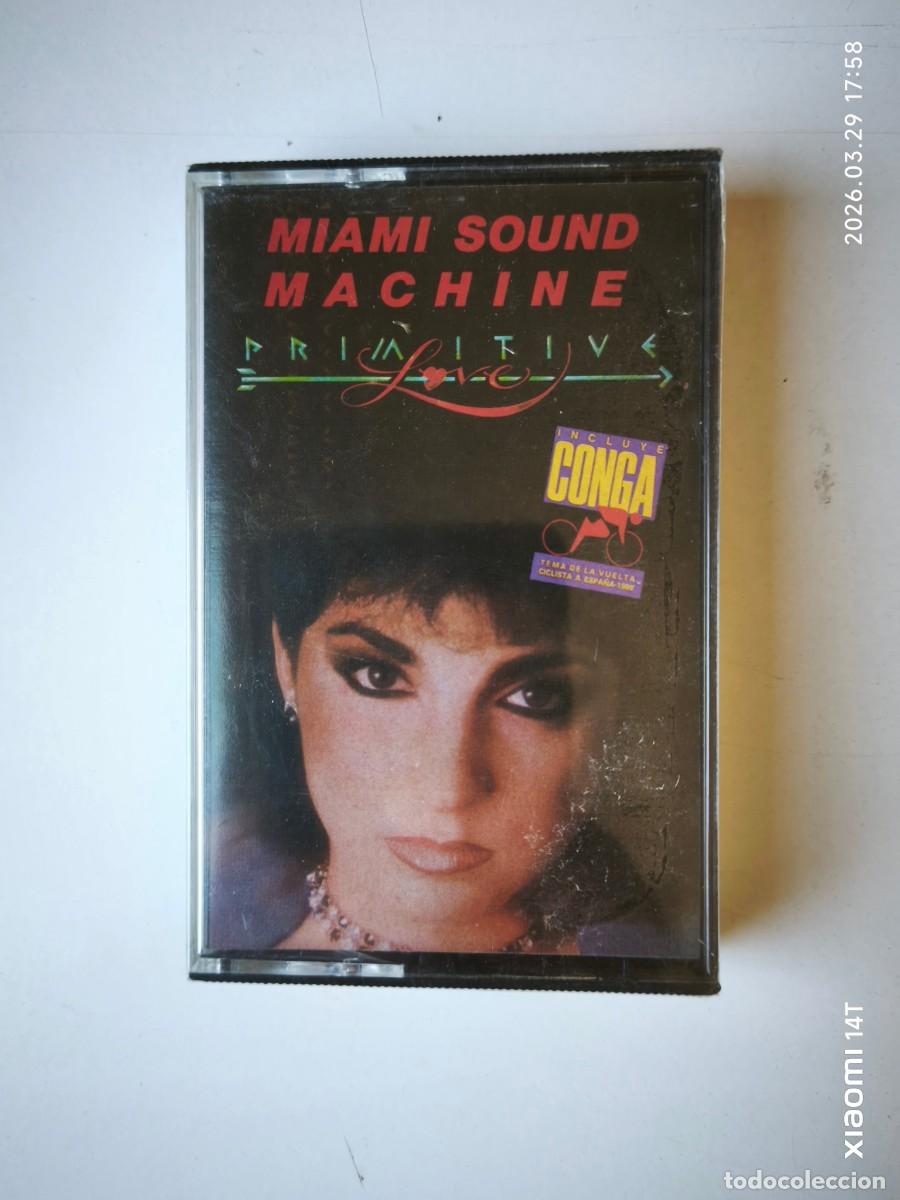 MIAMI SOUND
MACHINE
PRIMITIVE
Love
INCLUYE
CONGA
TEMA DE LA VUELTA
CICLISTA A ESPAÑA-1986
2026.03.29 17:58
xiaomi 14T
todocoleccion